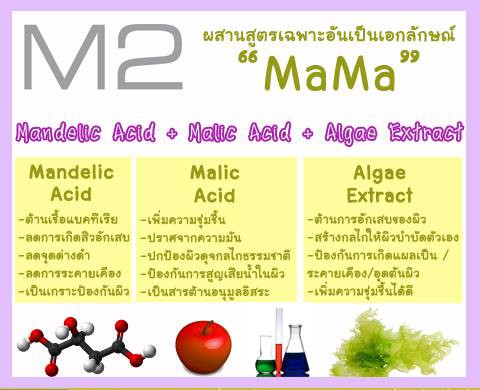 M2
ผสานสูตรเฉพาะอันเป็นเอกลักษณ์
“MaMa”
Mandelic Acid + Malic Acid + Algae Extract
Mandelic
Acid
-ต้านเชื้อแบคทีเรีย
-ลดการเกิดสิวอักเสบ
-ลดจุดด่างดำ
-ลดการระคายเคือง
-เป็นเกราะป้องกันผิว
Malic
Acid
-เพิ่มความชุ่มชื้น
-ปราศจากความมัน
-ปกป้องผิวดุจกลไกธรรมชาติ
-ป้องกันการสูญเสียน้ำในผิว
-เป็นสารต้านอนุมูลอิสระ
Algae
Extract
-ต้านการอักเสบของผิว
-สร้างกลไกให้ผิวบำบัดตัวเอง
-ป้องกันการเกิดแผลเป็น /
ระคายเคือง/อุดตันผิว
-เพิ่มความชุ่มชื้นได้ดี